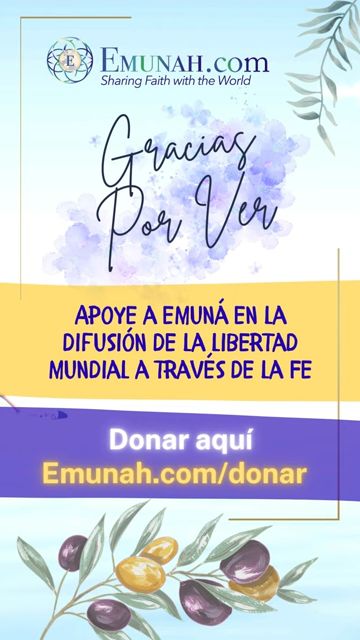 E
EMUNAH.com
Sharing Faith with the World
Gracias
Por Ver
APOYE A EMUNÁ EN LA
DIFUSIÓN DE LA LIBERTAD
MUNDIAL A TRAVÉS DE LA FE
Donar aquí
Emunah.com/donar